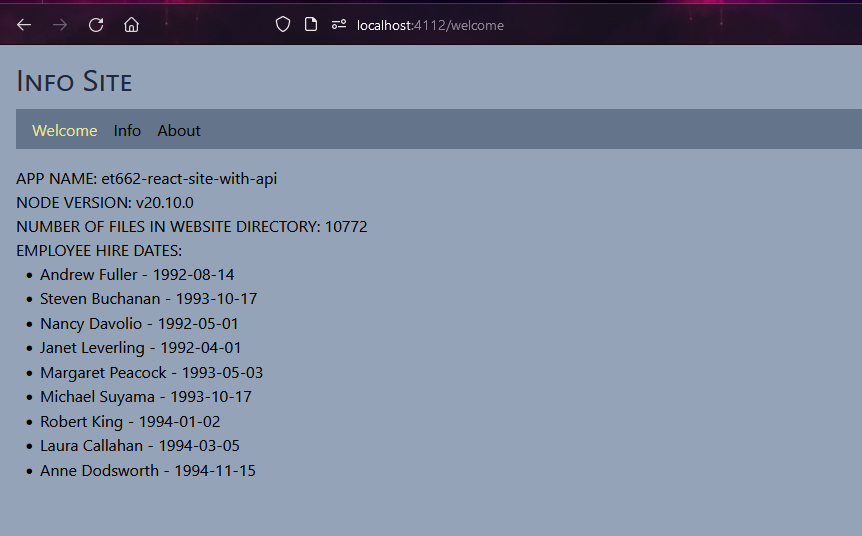 localhost:4112/welcome
Info Site
Welcome Info About
APP NAME: et662-react-site-with-api
NODE VERSION: v20.10.0
NUMBER OF FILES IN WEBSITE DIRECTORY: 10772
EMPLOYEE HIRE DATES:
• Andrew Fuller - 1992-08-14
• Steven Buchanan - 1993-10-17
• Nancy Davolio - 1992-05-01
• Janet Leverling - 1992-04-01
• Margaret Peacock - 1993-05-03
• Michael Suyama - 1993-10-17
• Robert King - 1994-01-02
• Laura Callahan - 1994-03-05
• Anne Dodsworth - 1994-11-15